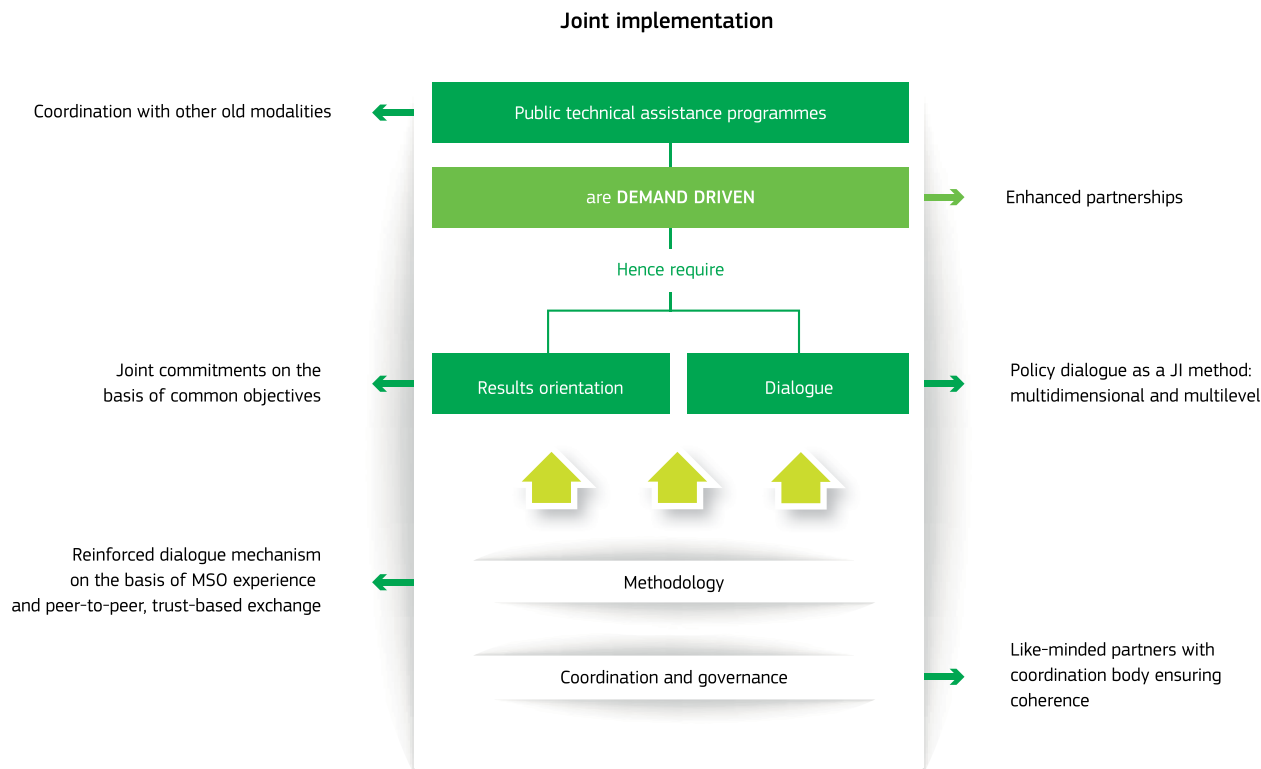 Joint implementation
Coordination with other old modalities
Public technical assistance programmes
are DEMAND DRIVEN
Enhanced partnerships
Hence require
Joint commitments on the
basis of common objectives
Results orientation
Dialogue
Policy dialogue as a JI method:
multidimensional and multilevel
Reinforced dialogue mechanism
on the basis of MSO experience
and peer-to-peer, trust-based exchange
Methodology
Coordination and governance
Like-minded partners with
coordination body ensuring
coherence